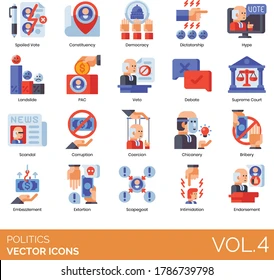 Spoiled Vote Constituency Democracy Dictatorship Hype
VOTE
Landslide PAC Veto Debate Supreme Court
NEWS
Scandal Corruption Coercion Chicanery Bribery
Embezzlement Extortion Scapegoat Intimidation Endorsement
POLITICS
VECTOR ICONS
VOL.4
shutterstock.com · 1786739798